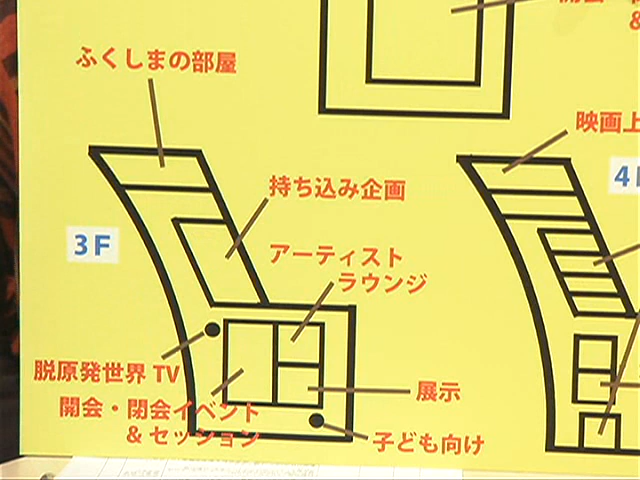 ふくしまの部屋
映画上
持ち込み企画
3F
アーティスト
ラウンジ
脱原発世界TV
開会・閉会イベント
&セッション
展示
子ども向け